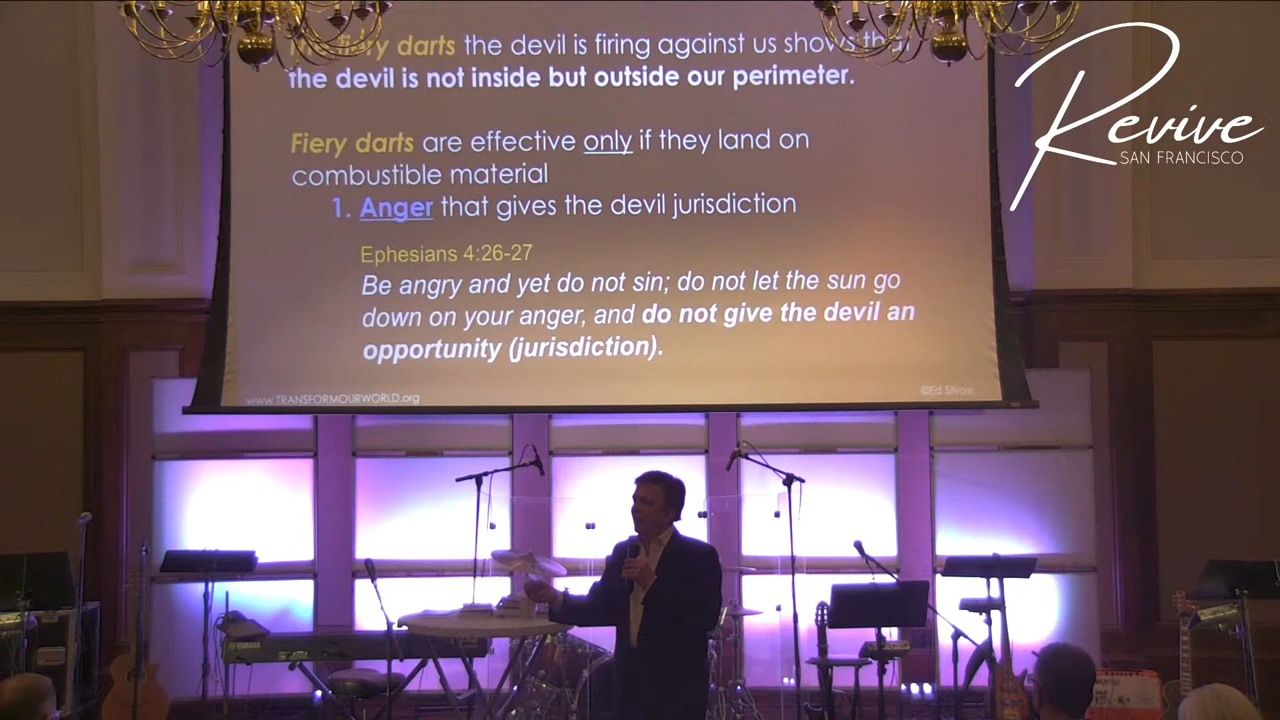 Fiery darts the devil is firing against us shows that
the devil is not inside but outside our perimeter.
Fiery darts are effective only if they land on
combustible material
1. Anger that gives the devil jurisdiction
Ephesians 4:26-27
Be angry and yet do not sin; do not let the sun go
down on your anger, and do not give the devil an
opportunity (jurisdiction).
www.TRANSFORMOURWORLD.org
©Ed Silvoso
Revive
SAN FRANCISCO
YAMAHA